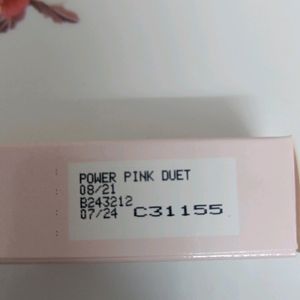 POWER PINK DUET
08/21
B243212
07/24 C31155